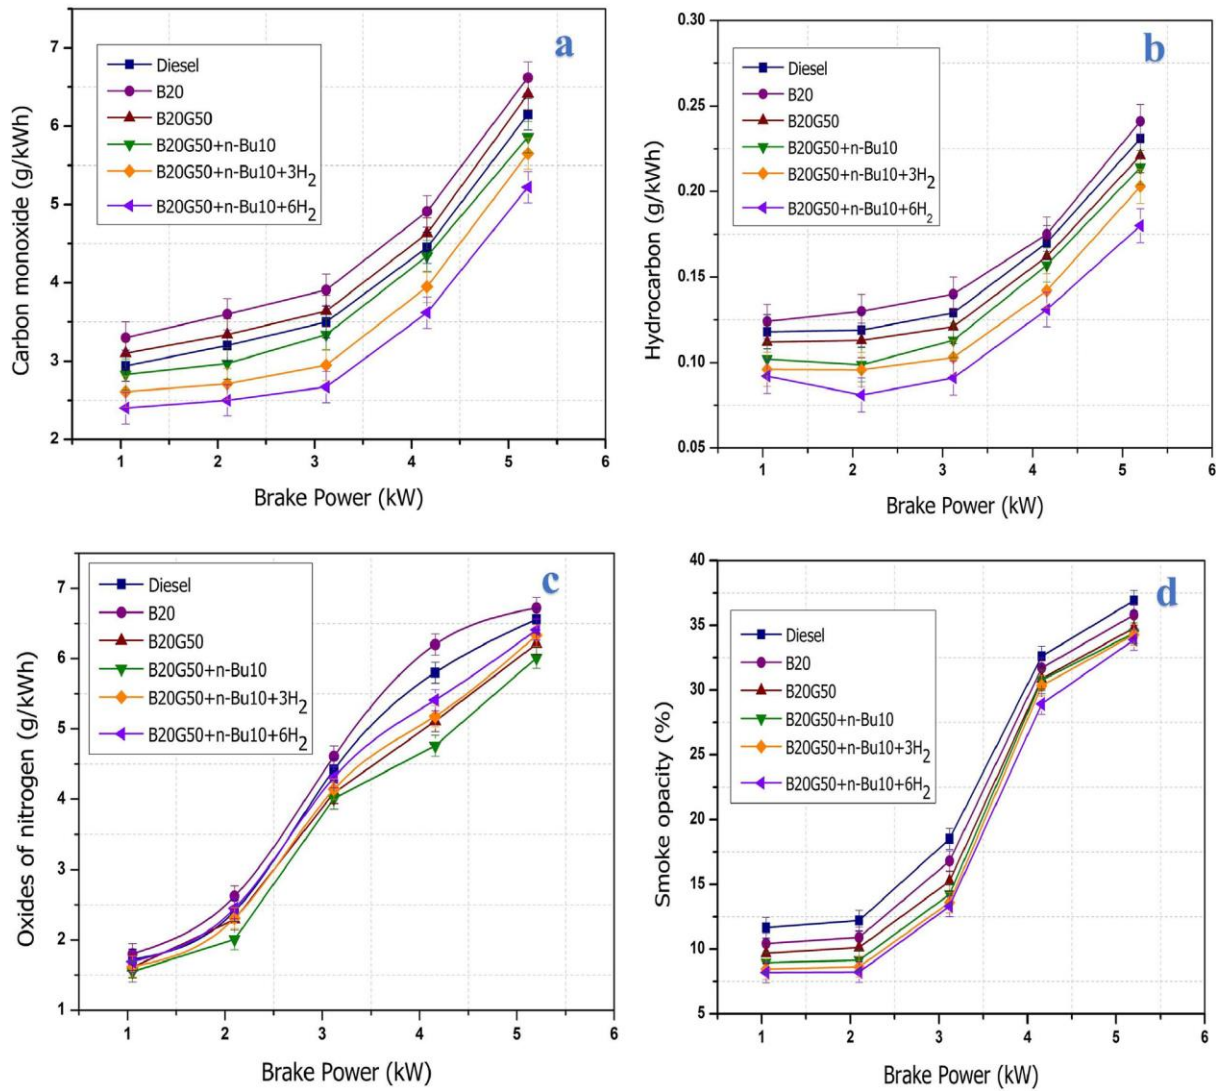 a
7
6
5
4
3
2
Carbon monoxide (g/kWh)
Diesel
B20
B20G50
B20G50+n-Bu10
B20G50+n-Bu10+3H2
B20G50+n-Bu10+6H2
1 2 3 4 5 6
Brake Power (kW)
b
0.30
0.25
0.20
0.15
0.10
0.05
Hydrocarbon (g/kWh)
Diesel
B20
B20G50
B20G50+n-Bu10
B20G50+n-Bu10+3H2
B20G50+n-Bu10+6H2
1 2 3 4 5 6
Brake Power (kW)
c
7
6
5
4
3
2
1
Oxides of nitrogen (g/kWh)
Diesel
B20
B20G50
B20G50+n-Bu10
B20G50+n-Bu10+3H2
B20G50+n-Bu10+6H2
1 2 3 4 5 6
Brake Power (kW)
d
40
35
30
25
20
15
10
5
Smoke opacity (%)
Diesel
B20
B20G50
B20G50+n-Bu10
B20G50+n-Bu10+3H2
B20G50+n-Bu10+6H2
1 2 3 4 5 6
Brake Power (kW)